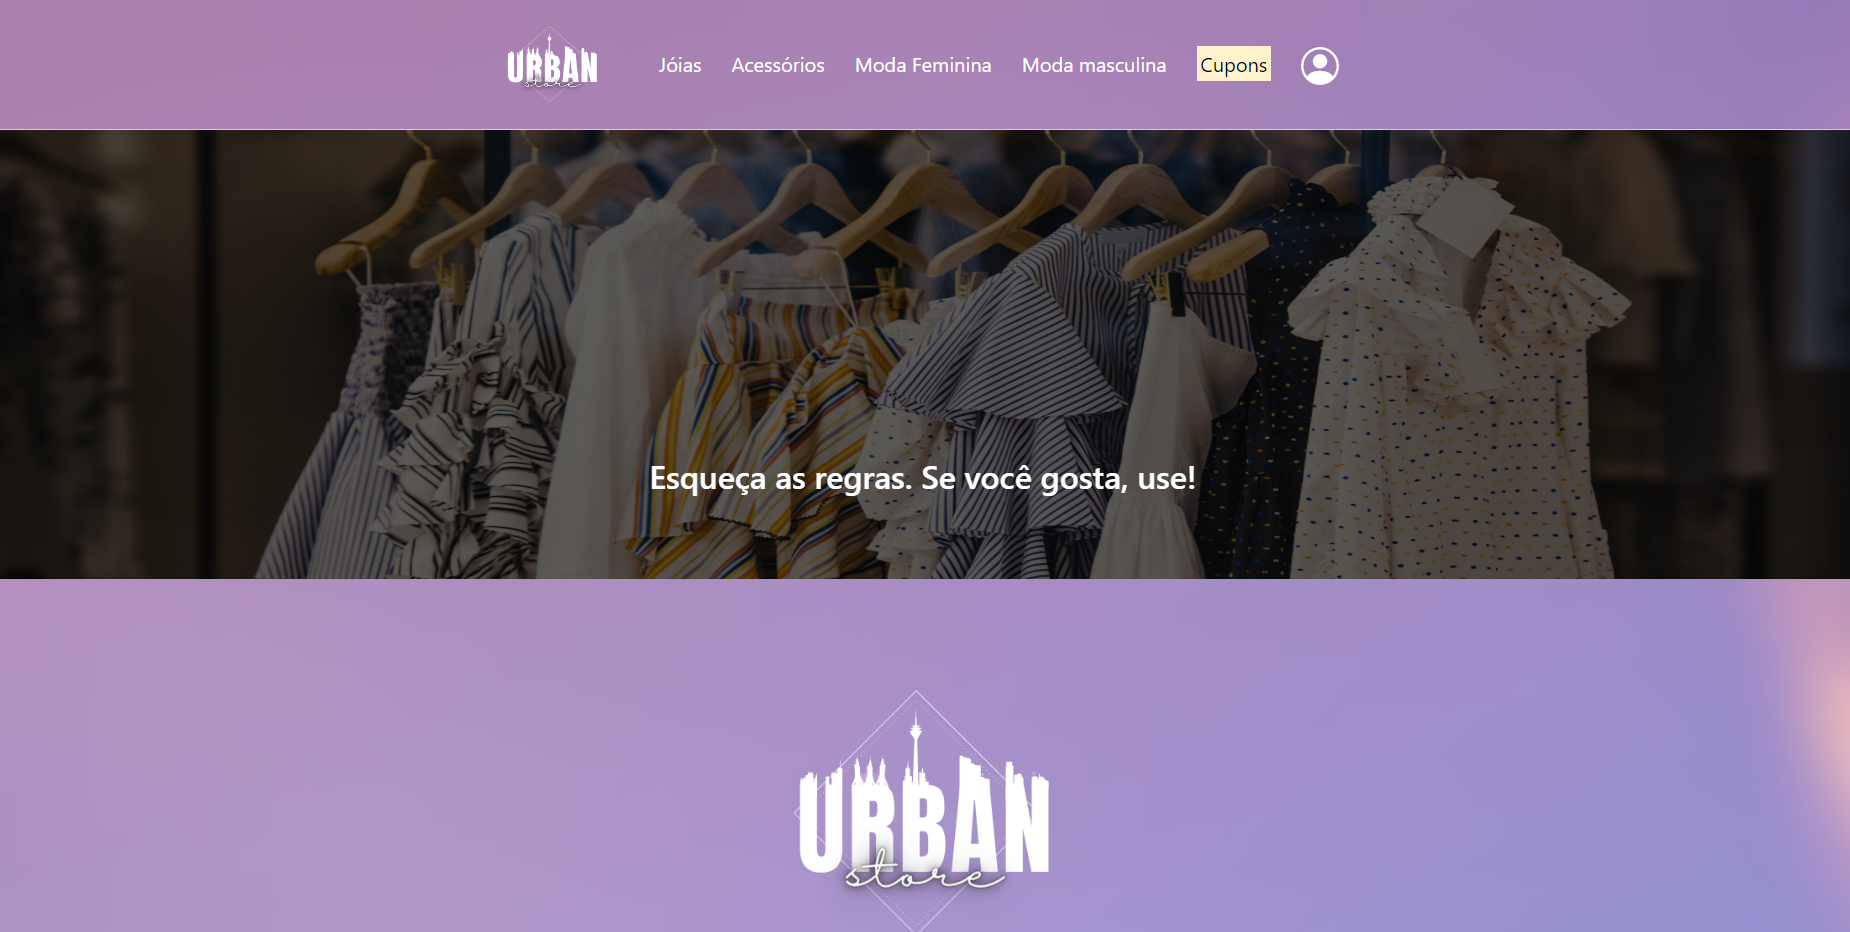 URBAN
store
Jóias
Acessórios
Moda Feminina
Moda masculina
Cupons
Esqueça as regras. Se você gosta, use!
URBAN
store